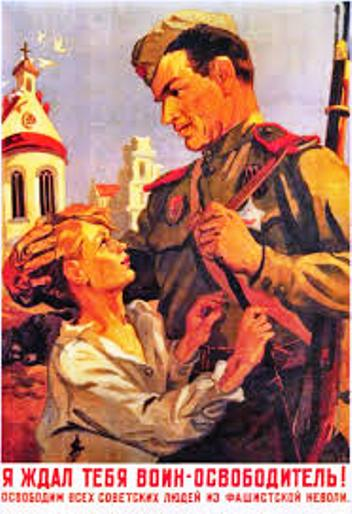 Я ЖДАЛ ТЕБЯ ВОИН-ОСВОБОДИТЕЛЬ!
ОСВОБОДИМ ВСЕХ СОВЕТСКИХ ЛЮДЕЙ ИЗ ФАШИСТСКОЙ НЕВОЛИ.